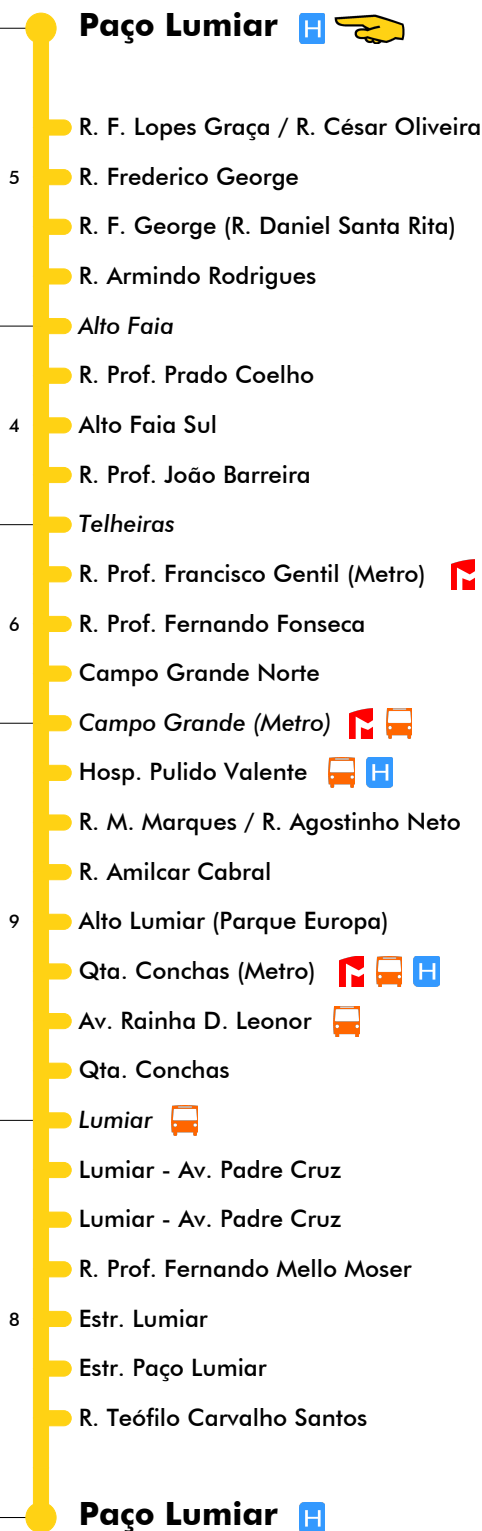 Paço Lumiar H
R. F. Lopes Graça / R. César Oliveira
5 R. Frederico George
R. F. George (R. Daniel Santa Rita)
R. Armindo Rodrigues
Alto Faia
R. Prof. Prado Coelho
4 Alto Faia Sul
R. Prof. João Barreira
Telheiras
R. Prof. Francisco Gentil (Metro)
6 R. Prof. Fernando Fonseca
Campo Grande Norte
Campo Grande (Metro)
Hosp. Pulido Valente H
R. M. Marques / R. Agostinho Neto
R. Amilcar Cabral
9 Alto Lumiar (Parque Europa)
Qta. Conchas (Metro) H
Av. Rainha D. Leonor
Qta. Conchas
Lumiar
Lumiar - Av. Padre Cruz
Lumiar - Av. Padre Cruz
R. Prof. Fernando Mello Moser
8 Estr. Lumiar
Estr. Paço Lumiar
R. Teófilo Carvalho Santos
Paço Lumiar H